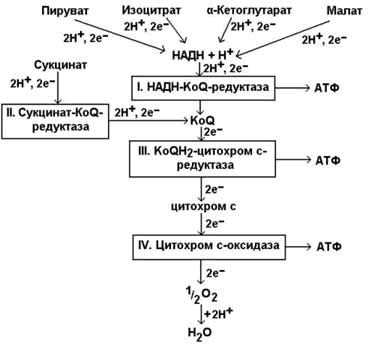 Пируват Изоцитрат α-Кетоглутарат Малат
2H⁺, 2e⁻ 2H⁺, 2e⁻ 2H⁺, 2e⁻ 2H⁺, 2e⁻
НАДН + H⁺
Сукцинат
2H⁺, 2e⁻
2H⁺, 2e⁻
I. НАДН-KoQ-редуктаза АТФ
II. Сукцинат-KoQ-
редуктаза
2H⁺, 2e⁻
KoQ
2e⁻
III. KoQH2-цитохром с-
редуктаза
АТФ
2e⁻
цитохром с
2e⁻
IV. Цитохром с-оксидаза АТФ
2e⁻
1/2O2
+2H⁺
H2O